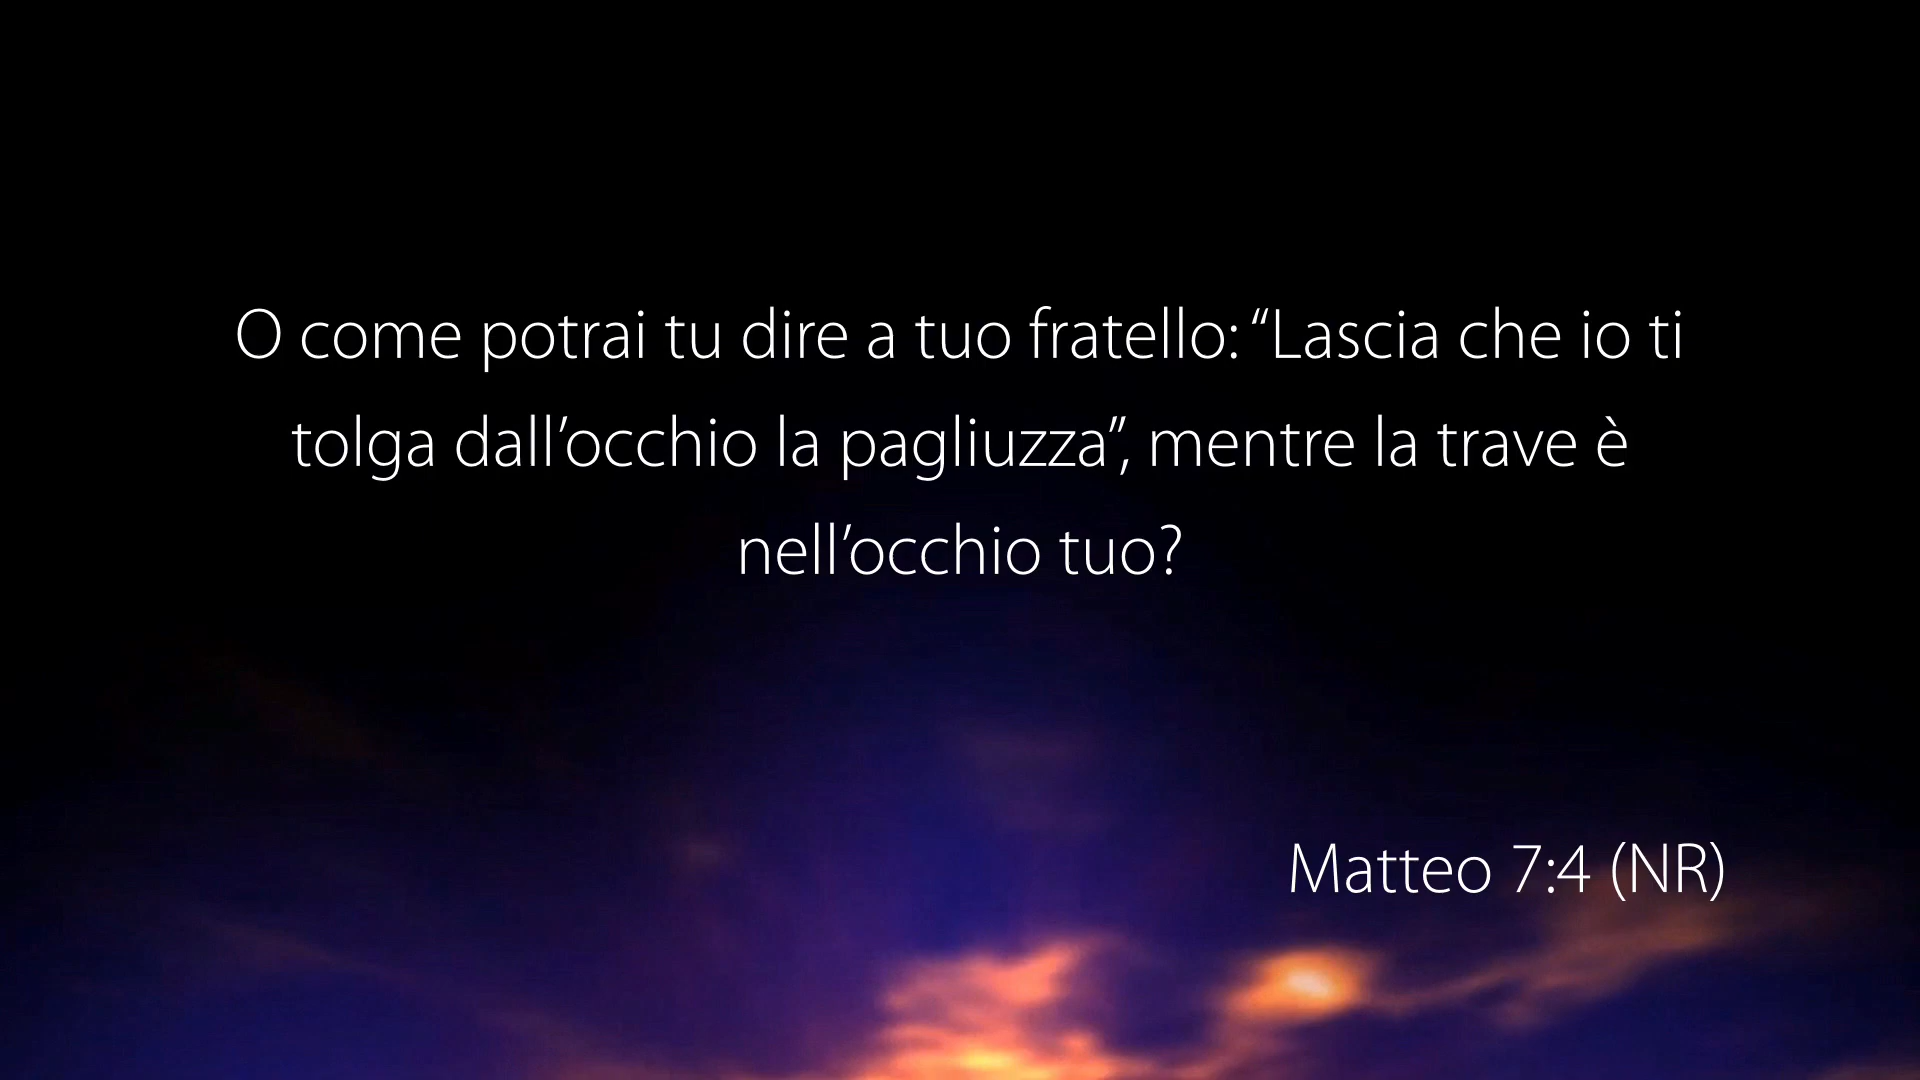 O come potrai tu dire a tuo fratello: “Lascia che io ti
tolga dall’occhio la pagliuzza”, mentre la trave è
nell’occhio tuo?
Matteo 7:4 (NR)